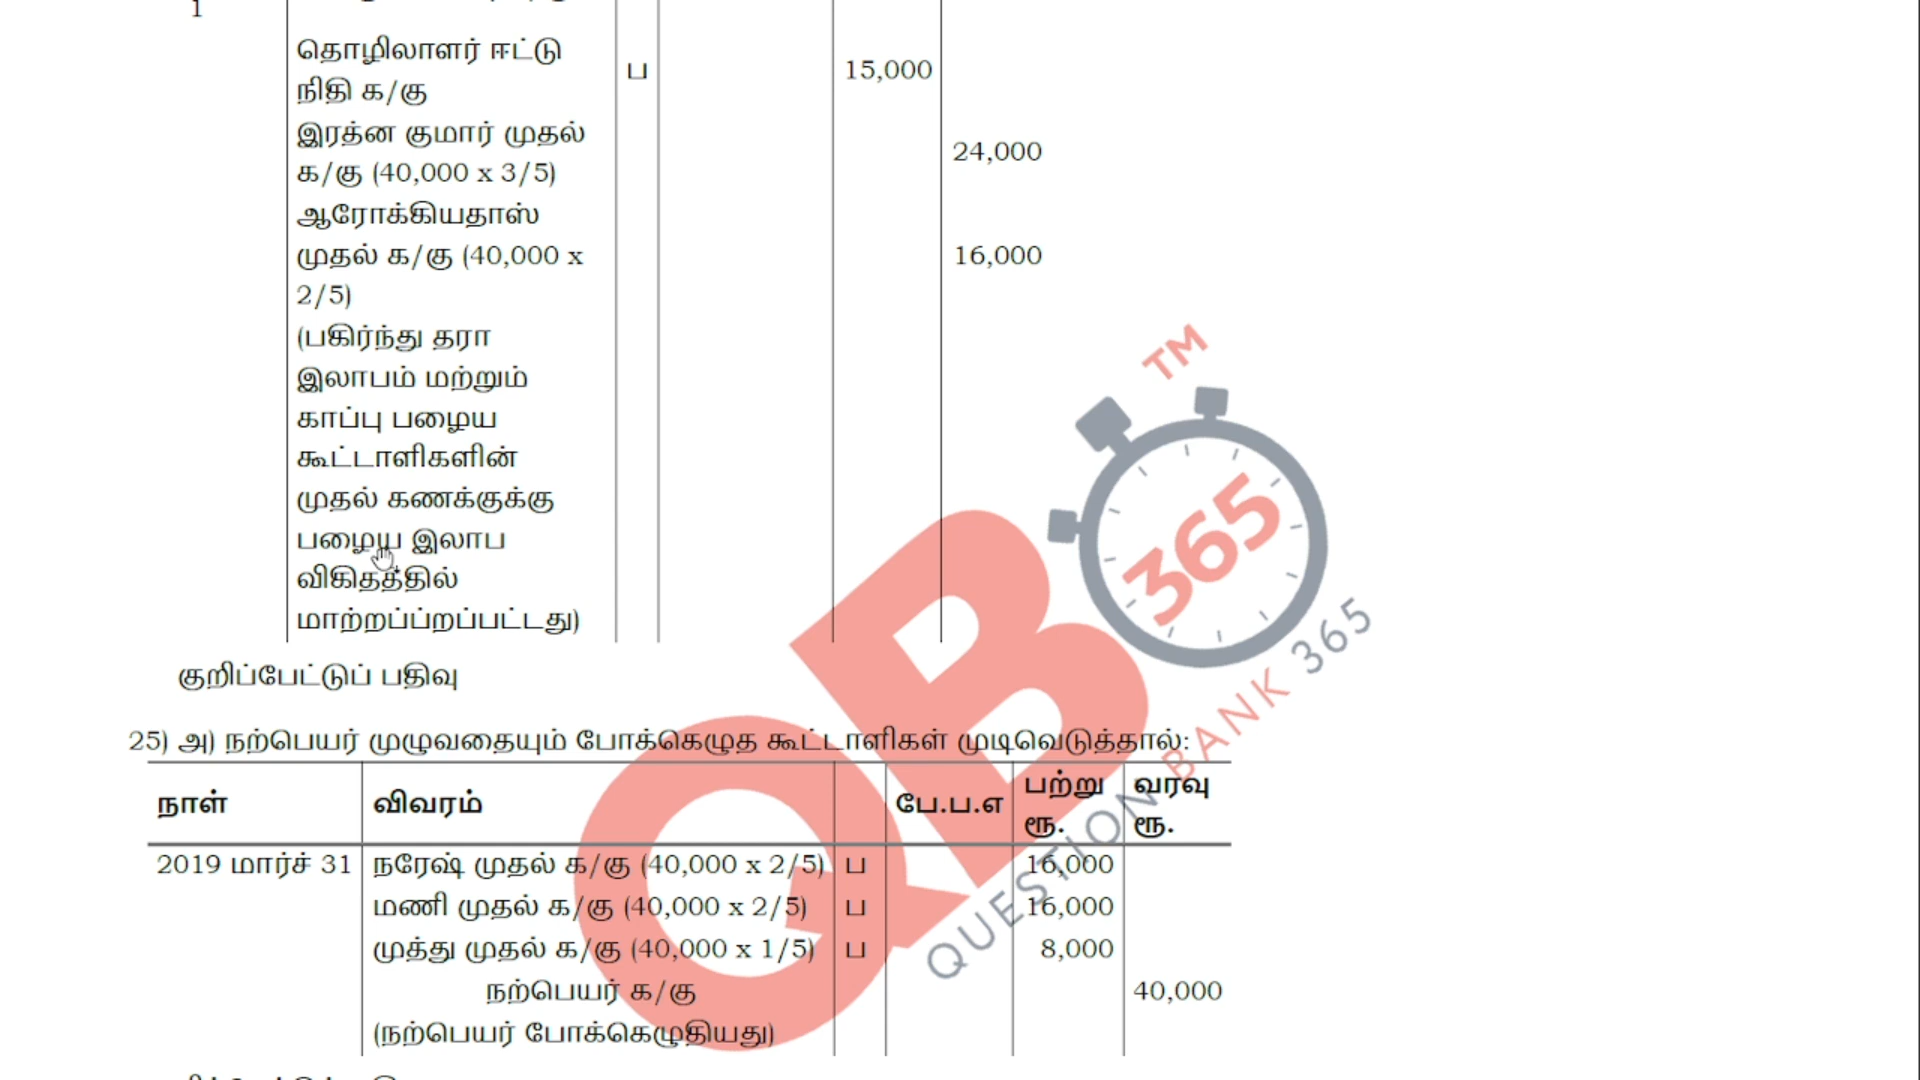 1
தொழிலாளர் ஈட்டு
நிதி க/கு ப 15,000
இரத்ன குமார் முதல்
க/கு (40,000 x 3/5) 24,000
ஆரோக்கியதாஸ்
முதல் க/கு (40,000 x 16,000
2/5)
(பகிர்ந்து தரா
இலாபம் மற்றும்
காப்பு பழைய
கூட்டாளிகளின்
முதல் கணக்குக்கு
பழைய இலாப
விகிதத்தில்
மாற்றப்ப்றப்பட்டது)
குறிப்பேட்டுப் பதிவு
25) அ) நற்பெயர் முழுவதையும் போக்கெழுத கூட்டாளிகள் முடிவெடுத்தால்:
நாள் விவரம் பே.ப.எ பற்று ரூ. வரவு ரூ.
2019 மார்ச் 31 நரேஷ் முதல் க/கு (40,000 x 2/5) ப 16,000
மணி முதல் க/கு (40,000 x 2/5) ப 16,000
முத்து முதல் க/கு (40,000 x 1/5) ப 8,000
நற்பெயர் க/கு 40,000
(நற்பெயர் போக்கெழுதியது)
TM
365
QB
QUESTION BANK 365